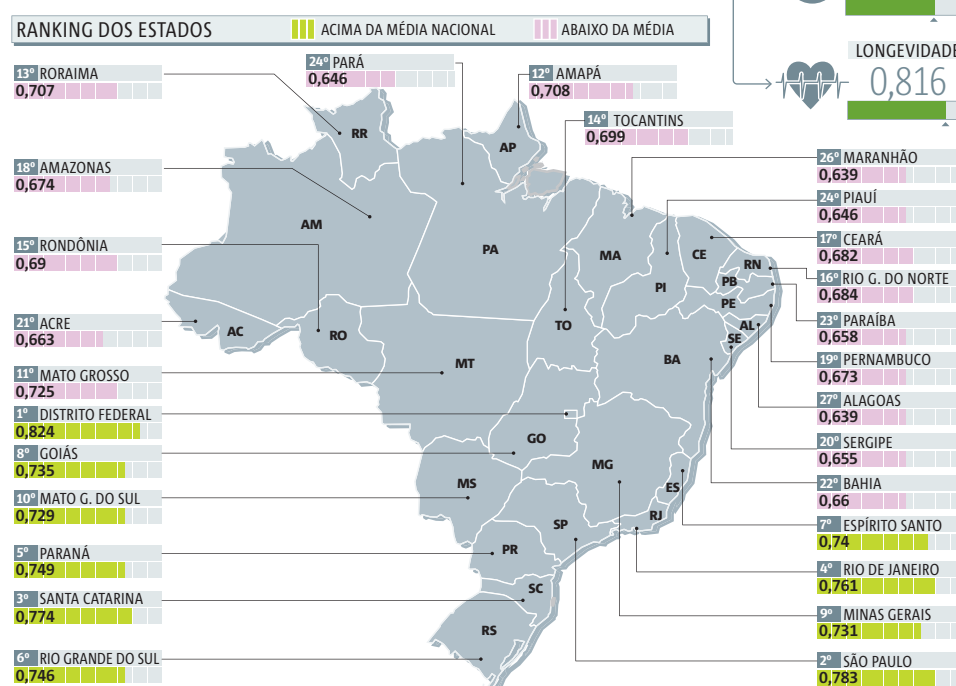 RANKING DOS ESTADOS
ACIMA DA MÉDIA NACIONAL
ABAIXO DA MÉDIA
LONGEVIDADE
0,816
13º RORAIMA
0,707
24º PARÁ
0,646
12º AMAPÁ
0,708
14º TOCANTINS
0,699
18º AMAZONAS
0,674
15º RONDÔNIA
0,69
21º ACRE
0,663
11º MATO GROSSO
0,725
1º DISTRITO FEDERAL
0,824
8º GOIÁS
0,735
10º MATO G. DO SUL
0,729
5º PARANÁ
0,749
3º SANTA CATARINA
0,774
6º RIO GRANDE DO SUL
0,746
RR
AP
AM
PA
MA
CE
RN
PB
PI
PE
AL
SE
AC
RO
TO
BA
MT
GO
MG
MS
ES
RJ
SP
PR
SC
RS
26º MARANHÃO
0,639
24º PIAUÍ
0,646
17º CEARÁ
0,682
16º RIO G. DO NORTE
0,684
23º PARAÍBA
0,658
19º PERNAMBUCO
0,673
27º ALAGOAS
0,639
20º SERGIPE
0,655
22º BAHIA
0,66
7º ESPÍRITO SANTO
0,74
4º RIO DE JANEIRO
0,761
9º MINAS GERAIS
0,731
2º SÃO PAULO
0,783